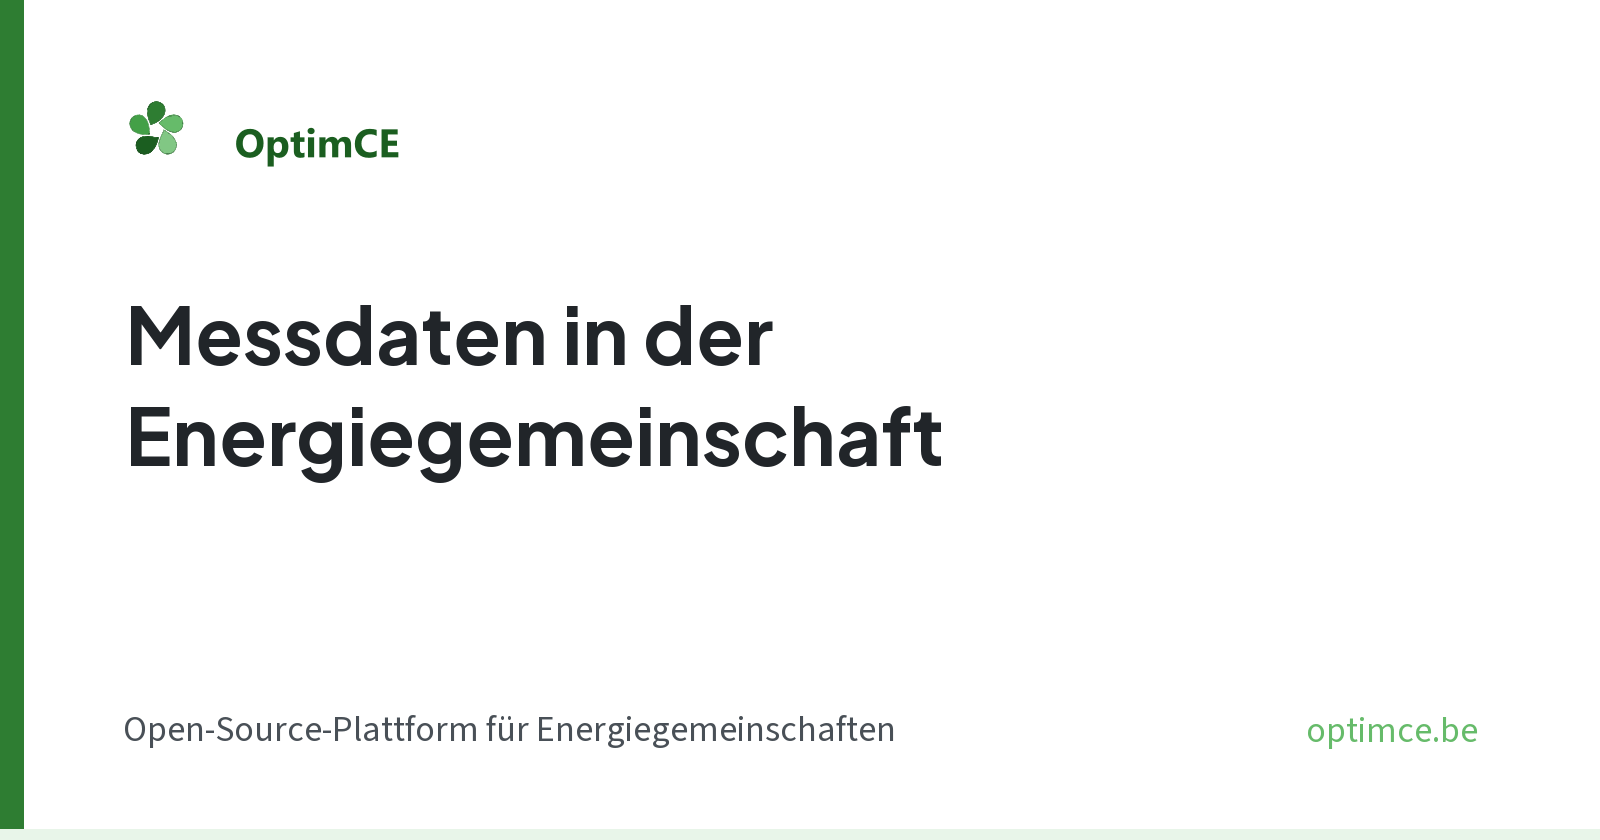 OptimCE
Messdaten in der
Energiegemeinschaft
Open-Source-Plattform für Energiegemeinschaften
optimce.be